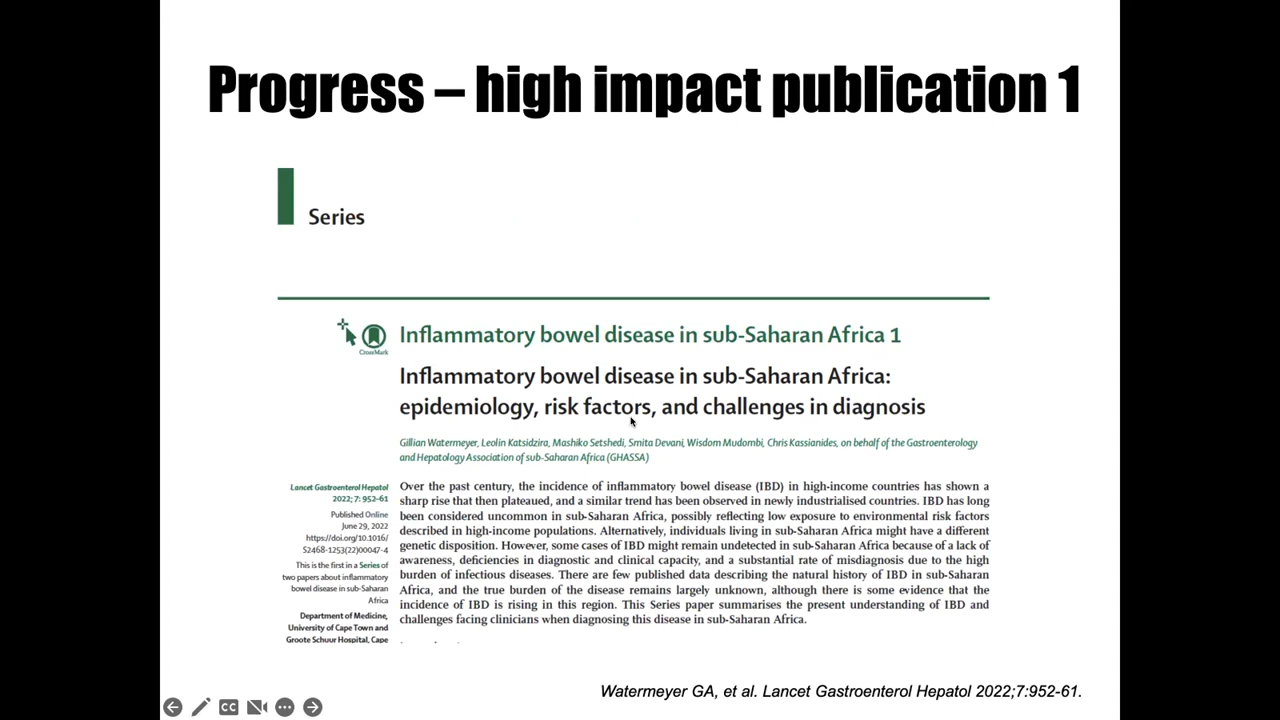 Progress – high impact publication 1
Series
CrossMark
Inflammatory bowel disease in sub-Saharan Africa 1
Inflammatory bowel disease in sub-Saharan Africa:
epidemiology, risk factors, and challenges in diagnosis
Gillian Watermeyer, Leolin Katsidzira, Mashiko Setshedi, Smita Devani, Wisdom Mudombi, Chris Kassianides, on behalf of the Gastroenterology
and Hepatology Association of sub-Saharan Africa (GHASSA)
Lancet Gastroenterol Hepatol
2022; 7: 952–61
Published Online
June 29, 2022
https://doi.org/10.1016/
S2468-1253(22)00047-4
This is the first in a Series of
two papers about inflammatory
bowel disease in sub-Saharan
Africa
Department of Medicine,
University of Cape Town and
Groote Schuur Hospital, Cape
Over the past century, the incidence of inflammatory bowel disease (IBD) in high-income countries has shown a
sharp rise that then plateaued, and a similar trend has been observed in newly industrialised countries. IBD has long
been considered uncommon in sub-Saharan Africa, possibly reflecting low exposure to environmental risk factors
described in high-income populations. Alternatively, individuals living in sub-Saharan Africa might have a different
genetic disposition. However, some cases of IBD might remain undetected in sub-Saharan Africa because of a lack of
awareness, deficiencies in diagnostic and clinical capacity, and a substantial rate of misdiagnosis due to the high
burden of infectious diseases. There are few published data describing the natural history of IBD in sub-Saharan
Africa, and the true burden of the disease remains largely unknown, although there is some evidence that the
incidence of IBD is rising in this region. This Series paper summarises the present understanding of IBD and
challenges facing clinicians when diagnosing this disease in sub-Saharan Africa.
Watermeyer GA, et al. Lancet Gastroenterol Hepatol 2022;7:952-61.
CC